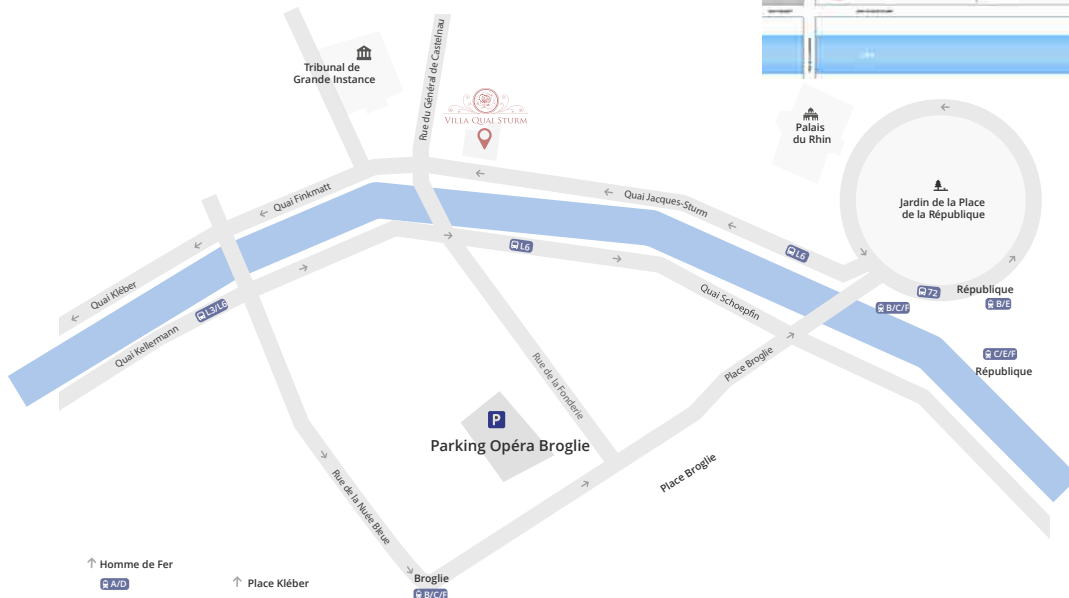 Tribunal de
Grande Instance
Rue du Général de Castelnau
VILLA QUAI STURM
Palais
du Rhin
Jardin de la Place
de la République
Quai Finkmatt
Quai Jacques-Sturm
L6
L6
Quai Kléber
L3/L6
Quai Kellermann
Quai Schoepfin
72
République
B/E
B/C/F
C/E/F
République
Place Broglie
Rue de la Fonderie
P
Parking Opéra Broglie
Place Broglie
Rue de la Nuée Bleue
Homme de Fer
A/D
Place Kléber
Broglie
B/C/F